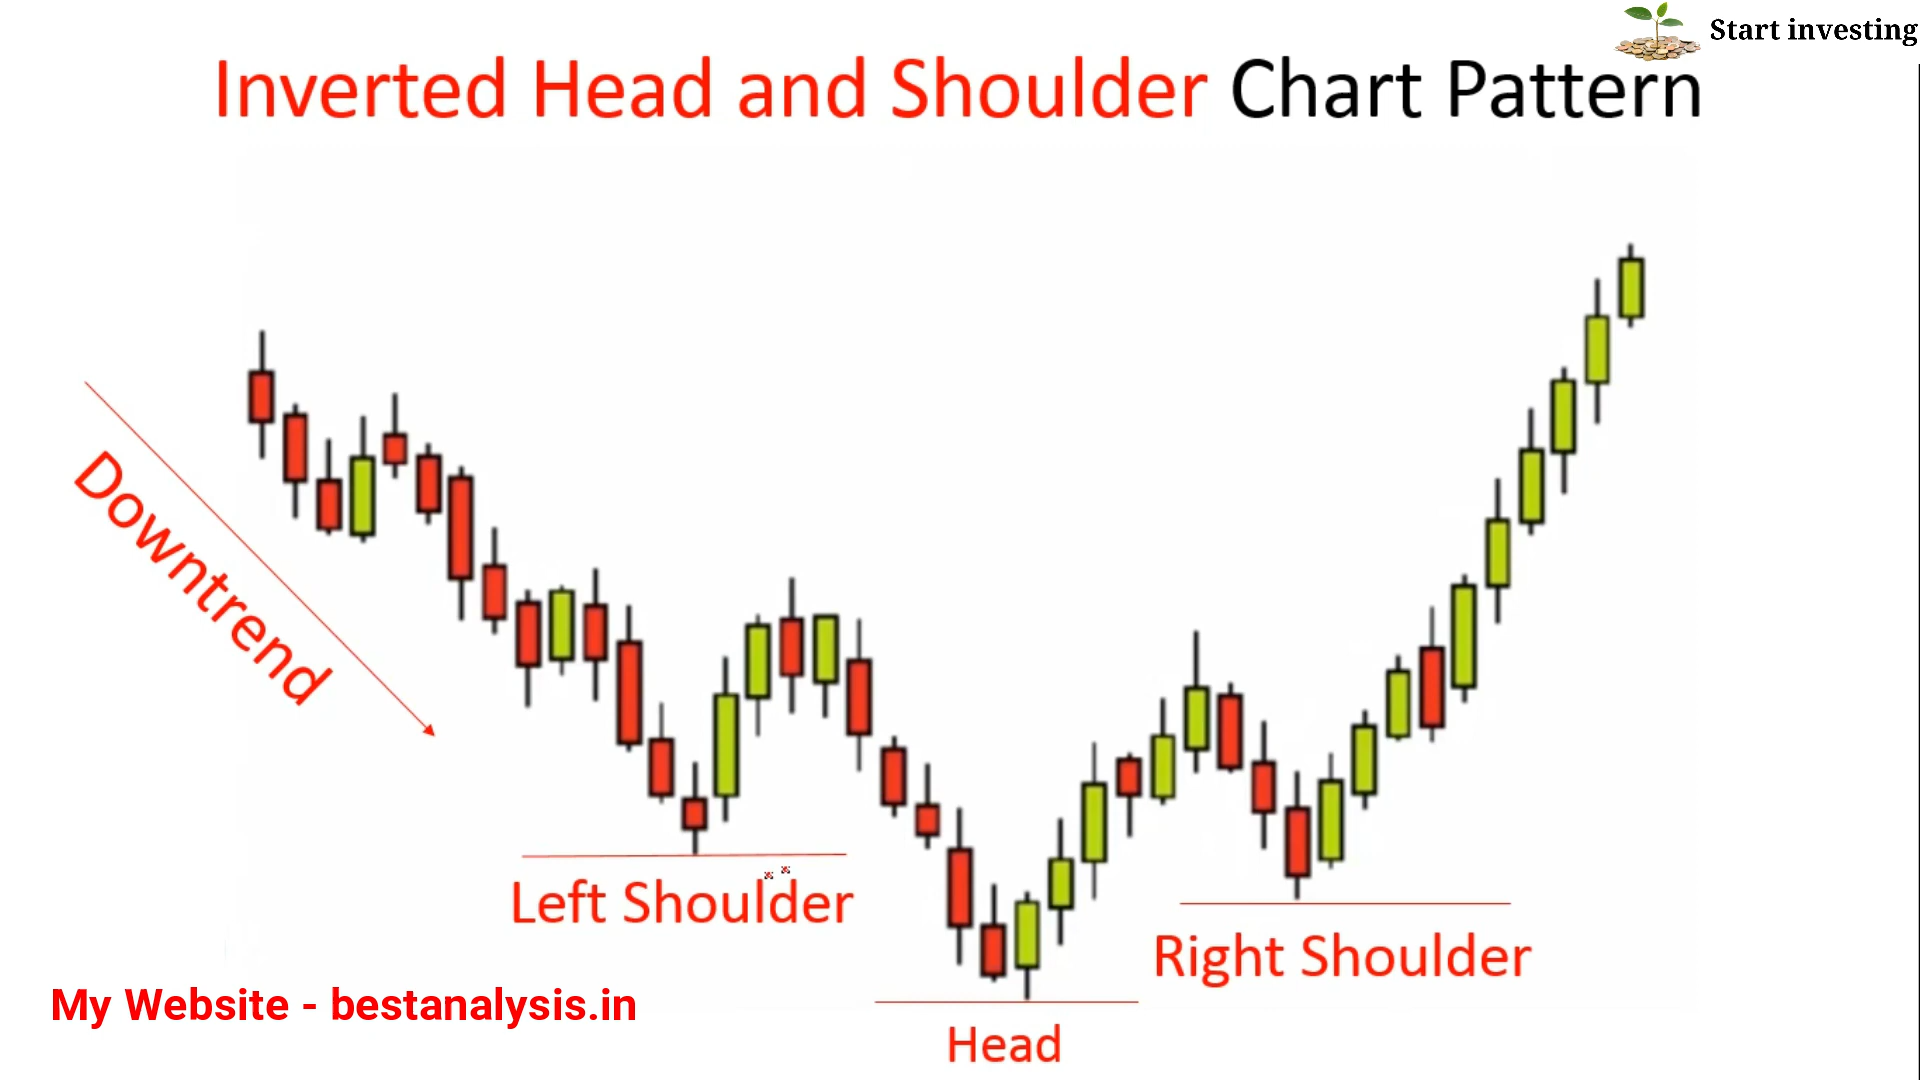 Start investing
Inverted Head and Shoulder Chart Pattern
Downtrend
Left Shoulder
Right Shoulder
My Website - bestanalysis.in
Head